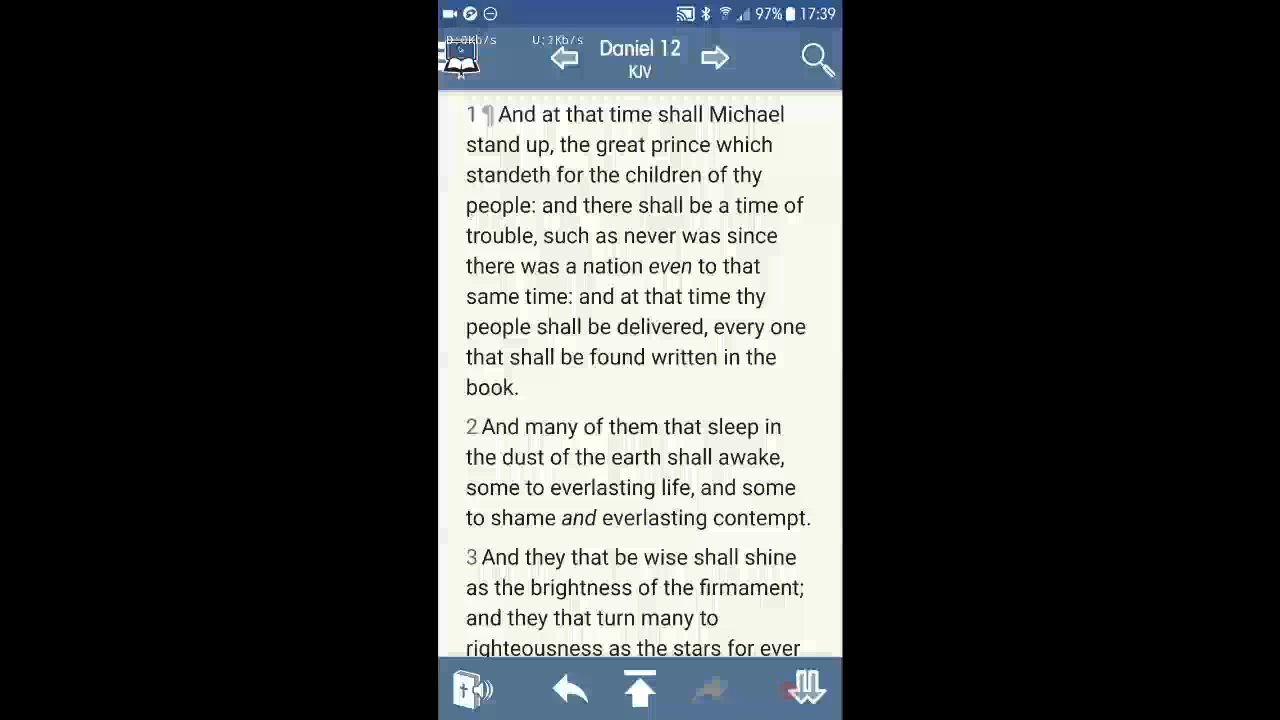 97% 17:39
D:0Kb/s U:1Kb/s
Daniel 12
KJV
1 ¶ And at that time shall Michael
stand up, the great prince which
standeth for the children of thy
people: and there shall be a time of
trouble, such as never was since
there was a nation even to that
same time: and at that time thy
people shall be delivered, every one
that shall be found written in the
book.
2 And many of them that sleep in
the dust of the earth shall awake,
some to everlasting life, and some
to shame and everlasting contempt.
3 And they that be wise shall shine
as the brightness of the firmament;
and they that turn many to
righteousness as the stars for ever